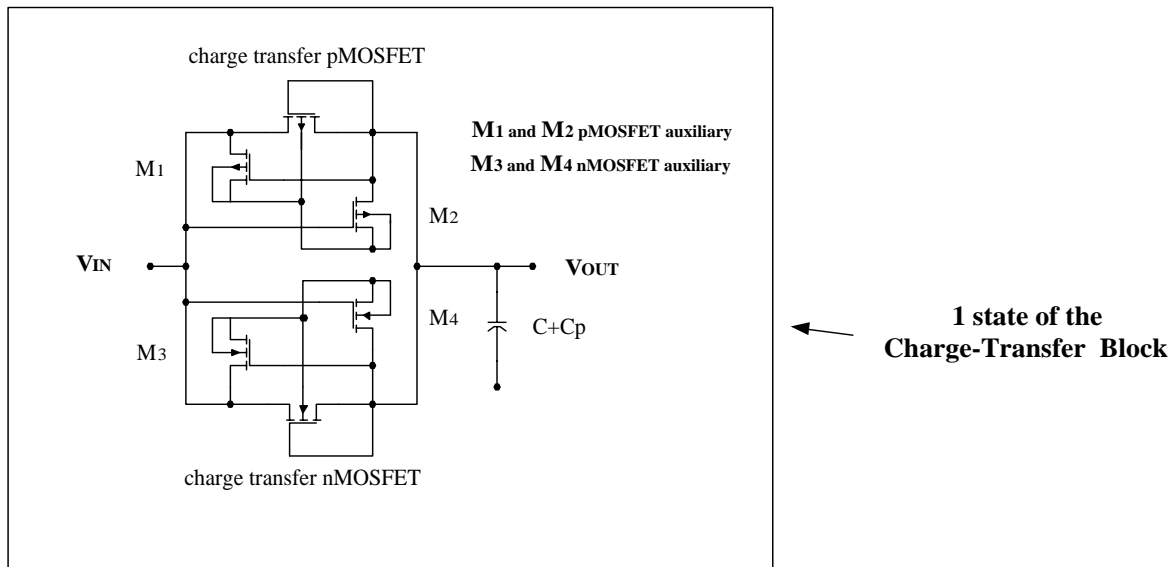 charge transfer pMOSFET
M1 and M2 pMOSFET auxiliary
M3 and M4 nMOSFET auxiliary
M1
M2
VIN
VOUT
M4
C+Cp
M3
1 state of the
Charge-Transfer Block
charge transfer nMOSFET